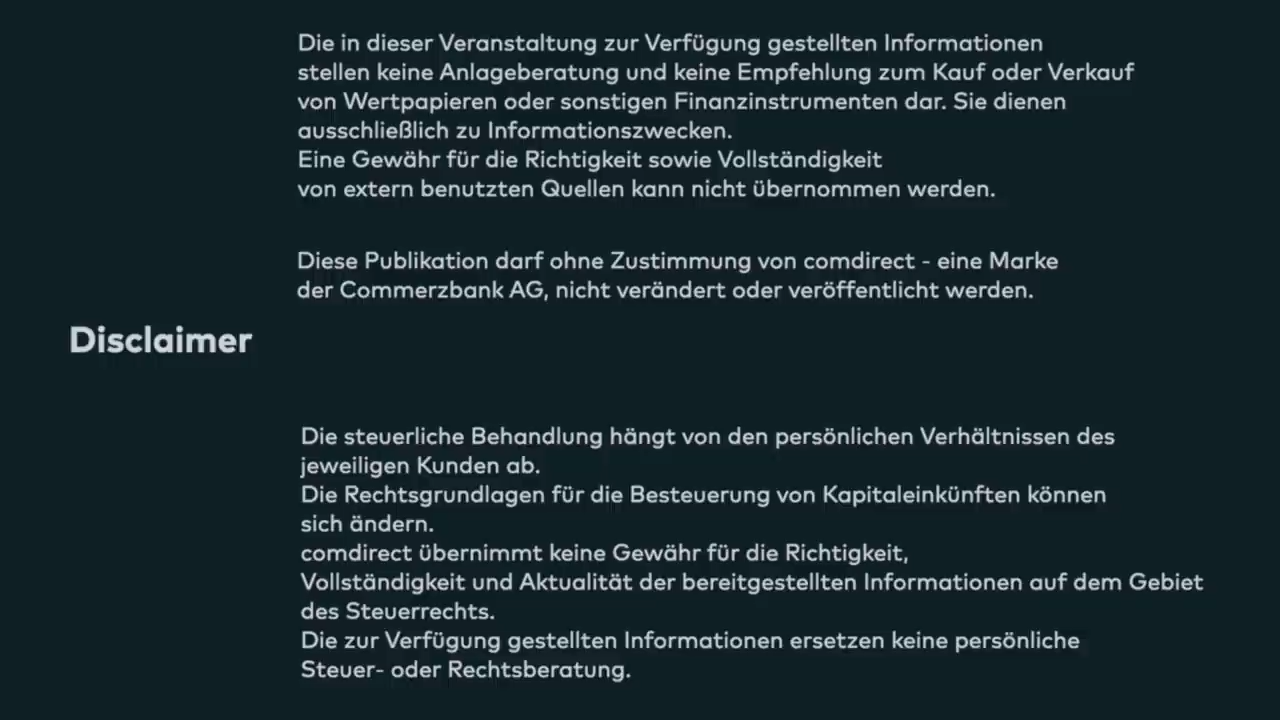 Die in dieser Veranstaltung zur Verfügung gestellten Informationen
stellen keine Anlageberatung und keine Empfehlung zum Kauf oder Verkauf
von Wertpapieren oder sonstigen Finanzinstrumenten dar. Sie dienen
ausschließlich zu Informationszwecken.
Eine Gewähr für die Richtigkeit sowie Vollständigkeit
von extern benutzten Quellen kann nicht übernommen werden.
Diese Publikation darf ohne Zustimmung von comdirect - eine Marke
der Commerzbank AG, nicht verändert oder veröffentlicht werden.
Disclaimer
Die steuerliche Behandlung hängt von den persönlichen Verhältnissen des
jeweiligen Kunden ab.
Die Rechtsgrundlagen für die Besteuerung von Kapitaleinkünften können
sich ändern.
comdirect übernimmt keine Gewähr für die Richtigkeit,
Vollständigkeit und Aktualität der bereitgestellten Informationen auf dem Gebiet
des Steuerrechts.
Die zur Verfügung gestellten Informationen ersetzen keine persönliche
Steuer- oder Rechtsberatung.